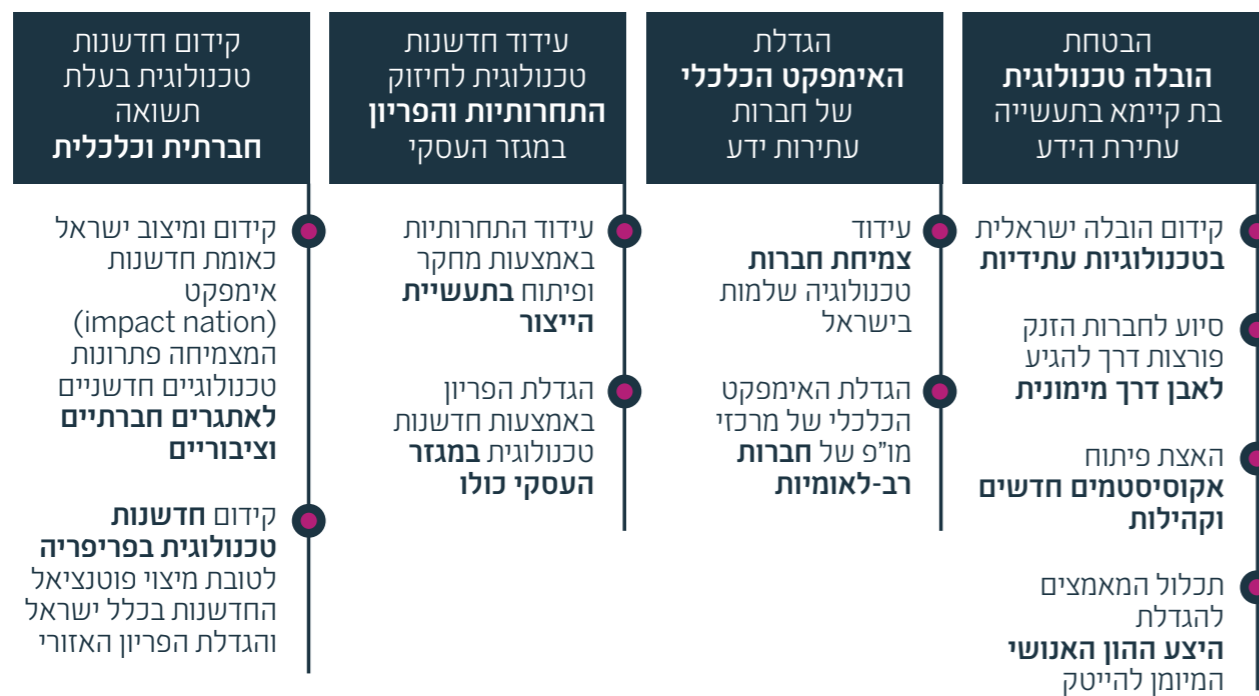 הבטחת
הובלה טכנולוגית
בת קיימא בתעשייה
עתירת הידע
קידום הובלה ישראלית
בטכנולוגיות עתידיות
סיוע לחברות הזנק
פורצות דרך להגיע
לאבן דרך מימונית
האצת פיתוח
אקוסיסטמים חדשים
וקהילות
תכלול המאמצים
להגדלת
היצע ההון האנושי
המיומן להייטק
הגדלת
האימפקט הכלכלי
של חברות
עתירות ידע
עידוד
צמיחת חברות
טכנולוגיה שלמות
בישראל
הגדלת האימפקט
הכלכלי של מרכזי
מו"פ של חברות
רב-לאומיות
עידוד חדשנות
טכנולוגית לחיזוק
התחרותיות והפריון
במגזר העסקי
עידוד התחרותיות
באמצעות מחקר
ופיתוח בתעשיית
הייצור
הגדלת הפריון
באמצעות חדשנות
טכנולוגית במגזר
העסקי כולו
קידום חדשנות
טכנולוגית בעלת
תשואה
חברתית וכלכלית
קידום ומיצוב ישראל
כאומת חדשנות
אימפקט
(impact nation)
המצמיחה פתרונות
טכנולוגיים חדשניים
לאתגרים חברתיים
וציבוריים
קידום חדשנות
טכנולוגית בפריפריה
לטובת מיצוי פוטנציאל
החדשנות בכלל ישראל
והגדלת הפריון האזורי